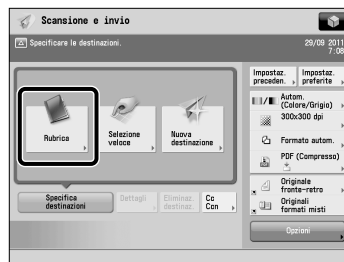 Scansione e invio
Specificare le destinazioni.
29/09 2011
7:08
Impostaz.
preceden.
Impostaz.
preferite
Rubrica
Selezione
veloce
Nuova
destinazione
Autom.
(Colore/Grigio)
300x300 dpi
Formato autom.
PDF (Compresso)
Originale
fronte-retro
Originali
formati misti
Specifica
destinazioni
Dettagli
Eliminaz.
destinaz.
Cc
Ccn
Opzioni